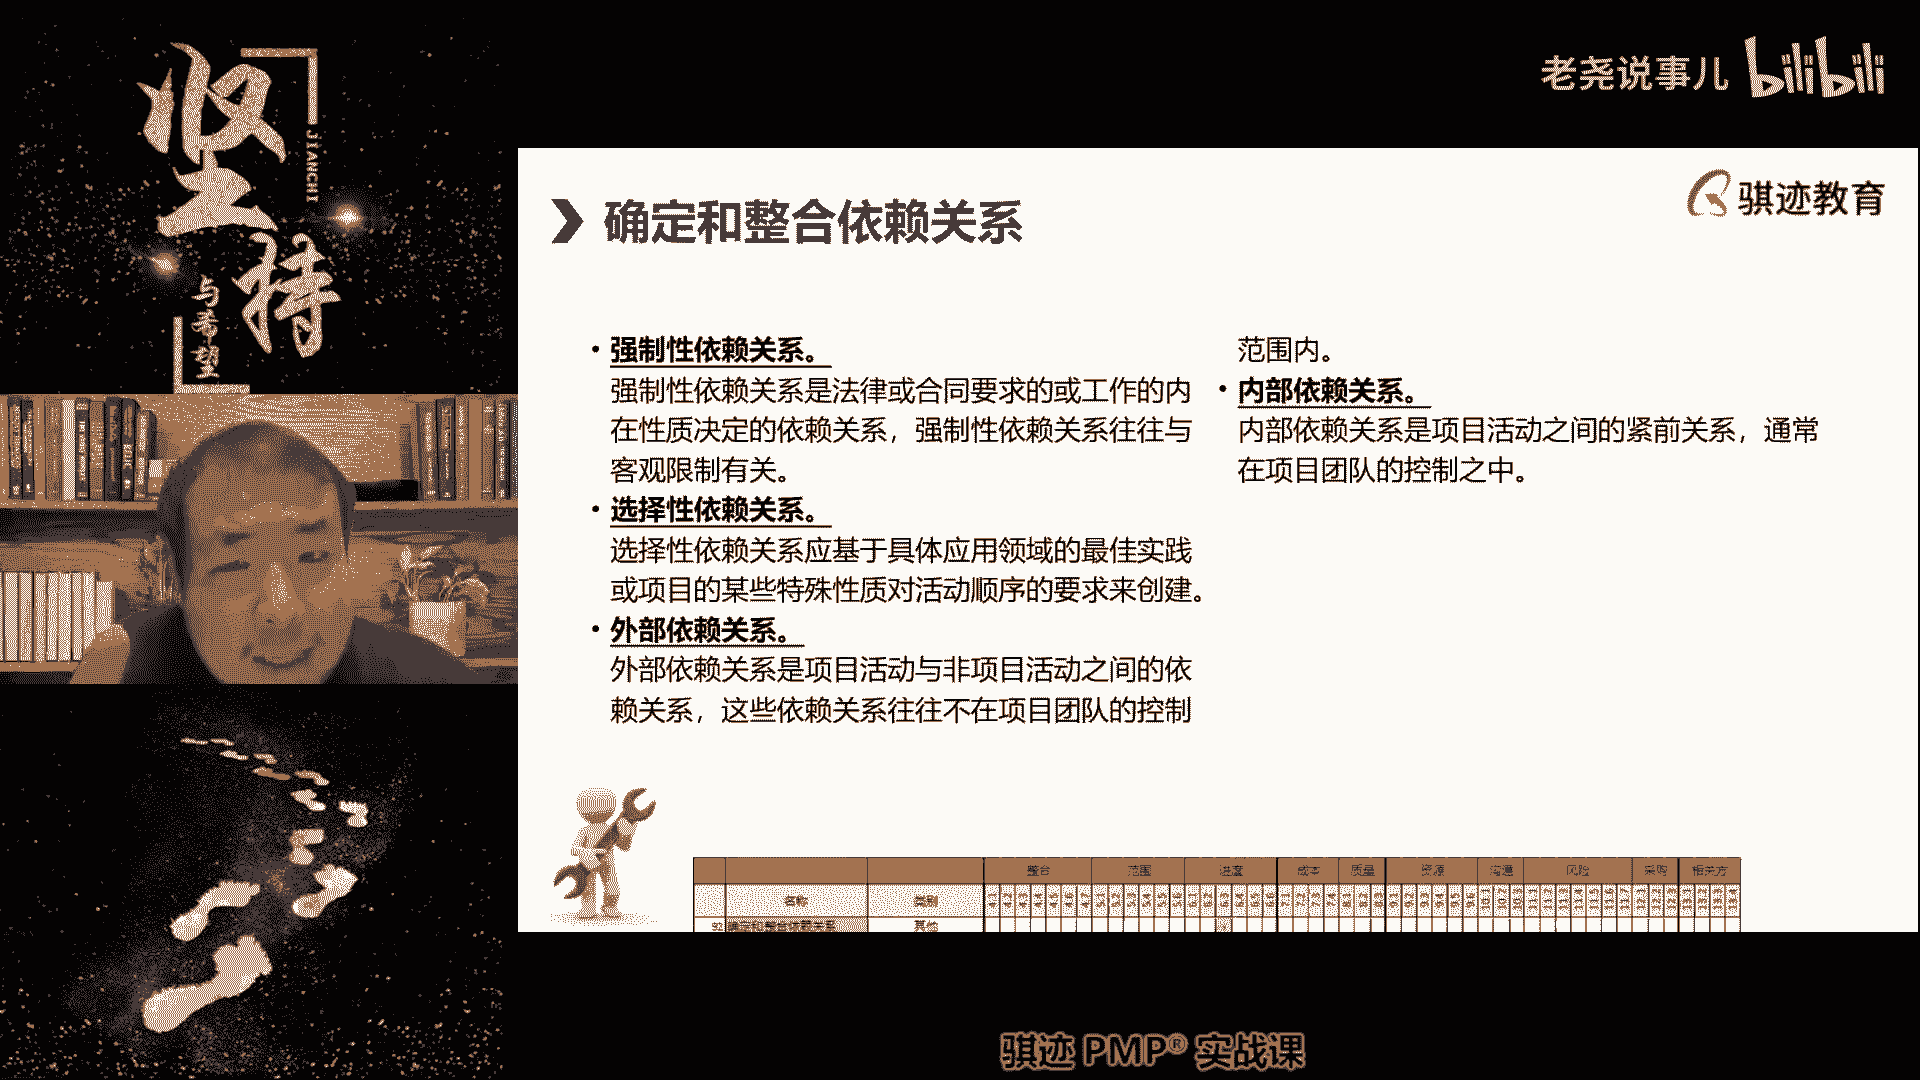 坚持
JIANCHI
与希望
老尧说事儿 bilibili
骐迹教育
确定和整合依赖关系
• 强制性依赖关系。
强制性依赖关系是法律或合同要求的或工作的内
在性质决定的依赖关系，强制性依赖关系往往与
客观限制有关。
• 选择性依赖关系。
选择性依赖关系应基于具体应用领域的最佳实践
或项目的某些特殊性质对活动顺序的要求来创建。
• 外部依赖关系。
外部依赖关系是项目活动与非项目活动之间的依
赖关系，这些依赖关系往往不在项目团队的控制
范围内。
• 内部依赖关系。
内部依赖关系是项目活动之间的紧前关系，通常
在项目团队的控制之中。
整合 范围 进度 成本 质量 资源 沟通 风险 采购 相关方
名称 类别
92 确定和整合依赖关系 其他
骐迹 PMP® 实战课